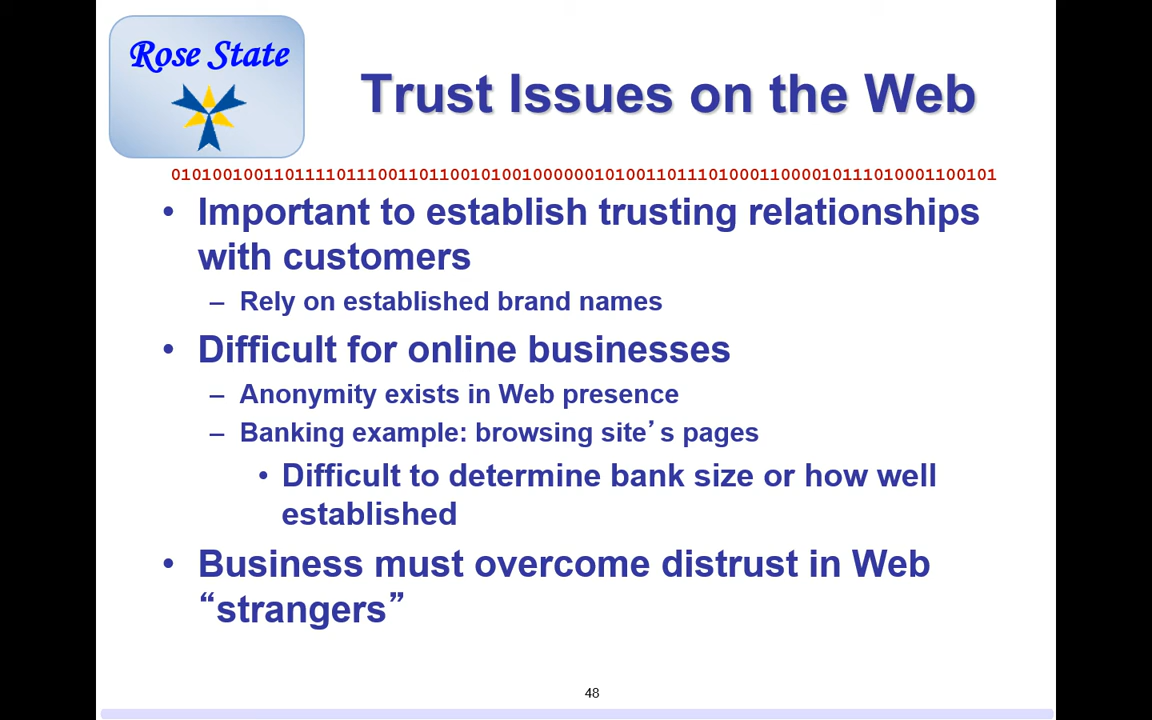 Rose State
Trust Issues on the Web
01010010011011110111001101100101001000000101001101110100011000010111010001100101
• Important to establish trusting relationships
with customers
– Rely on established brand names
• Difficult for online businesses
– Anonymity exists in Web presence
– Banking example: browsing site’s pages
• Difficult to determine bank size or how well
established
• Business must overcome distrust in Web
“strangers”
48